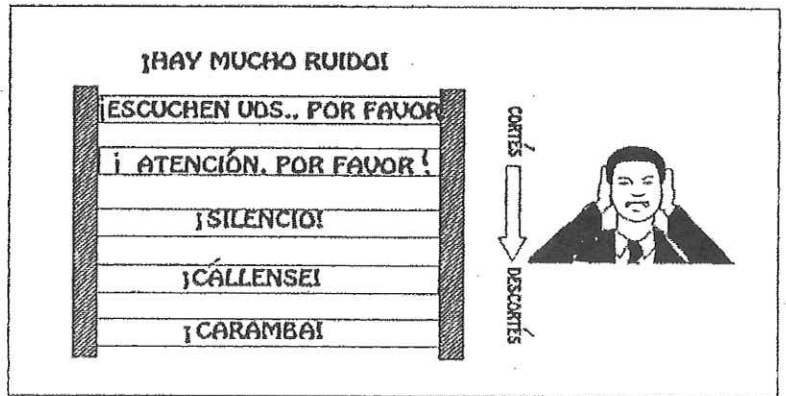 ¡HAY MUCHO RUIDO!
¡ESCUCHEN UDS., POR FAVOR
¡ ATENCIÓN. POR FAVOR !
¡SILENCIO!
¡CÁLLENSE!
¡CARAMBA!
CORTÉS
DESCORTÉS